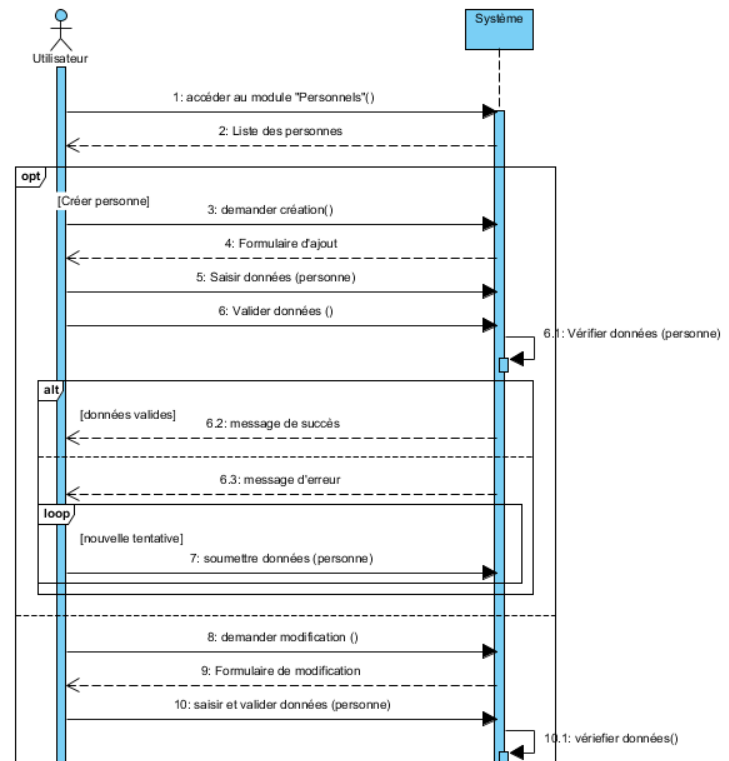 Système
Utilisateur
1: accéder au module "Personnels"()
2: Liste des personnes
opt
[Créer personne]
3: demander création()
4: Formulaire d'ajout
5: Saisir données (personne)
6: Valider données ()
6.1: Vérifier données (personne)
alt
[données valides]
6.2: message de succès
6.3: message d'erreur
loop
[nouvelle tentative]
7: soumettre données (personne)
8: demander modification ()
9: Formulaire de modification
10: saisir et valider données (personne)
10.1: vériefier données()